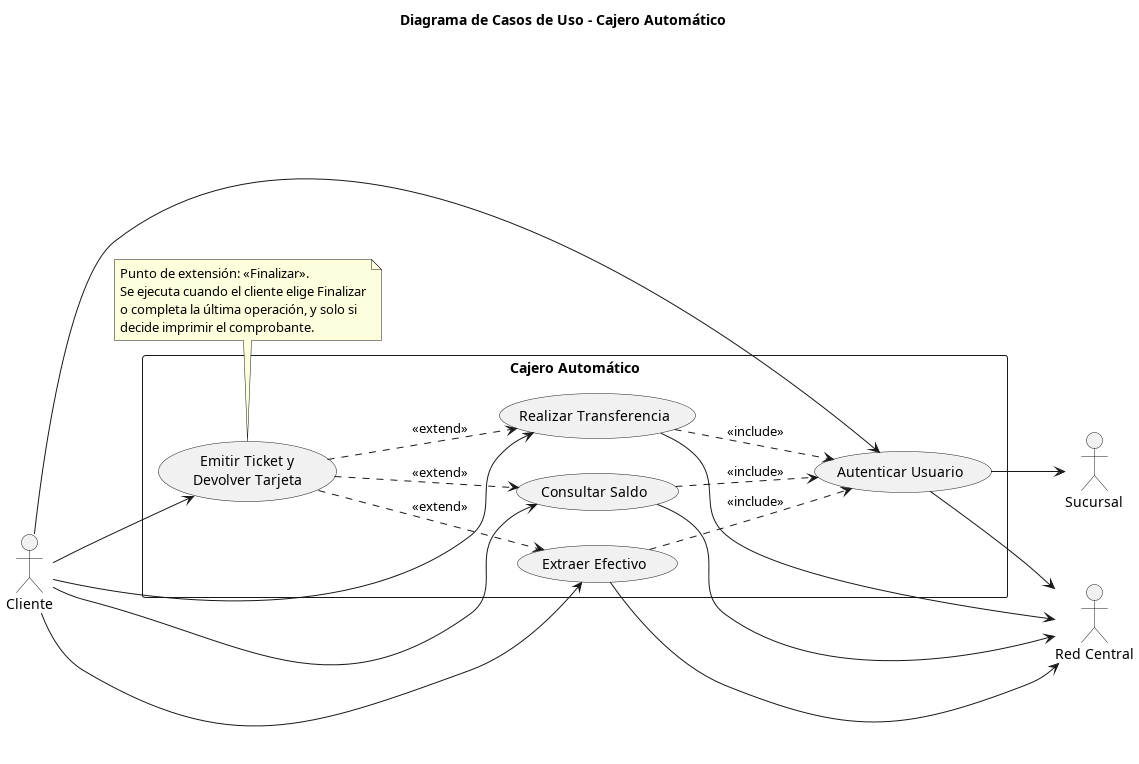 Diagrama de Casos de Uso - Cajero Automático
Punto de extensión: «Finalizar».
Se ejecuta cuando el cliente elige Finalizar
o completa la última operación, y solo si
decide imprimir el comprobante.
Cajero Automático
Realizar Transferencia
«extend»
«include»
Emitir Ticket y
Devolver Tarjeta
Autenticar Usuario
«extend»
«include»
Consultar Saldo
Sucursal
«extend»
«include»
Extraer Efectivo
Cliente
Red Central